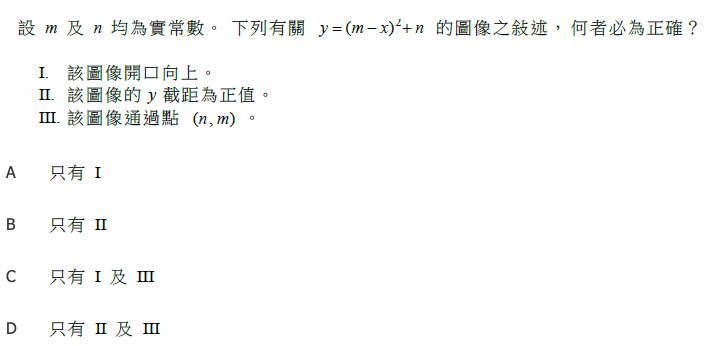 設 m 及 n 均為實常數。 下列有關 y=(m−x)²+n 的圖像之敍述，何者必為正確？
I. 該圖像開口向上。
II. 該圖像的 y 截距為正值。
III. 該圖像通過點 (n,m) 。
A 只有 I
B 只有 II
C 只有 I 及 III
D 只有 II 及 III